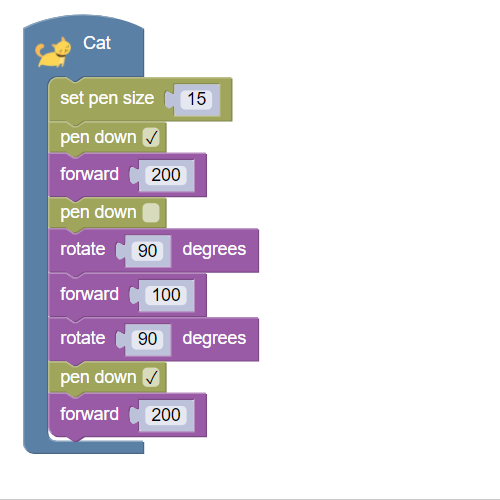 Cat
set pen size 15
pen down ✓
forward 200
pen down
rotate 90 degrees
forward 100
rotate 90 degrees
pen down ✓
forward 200